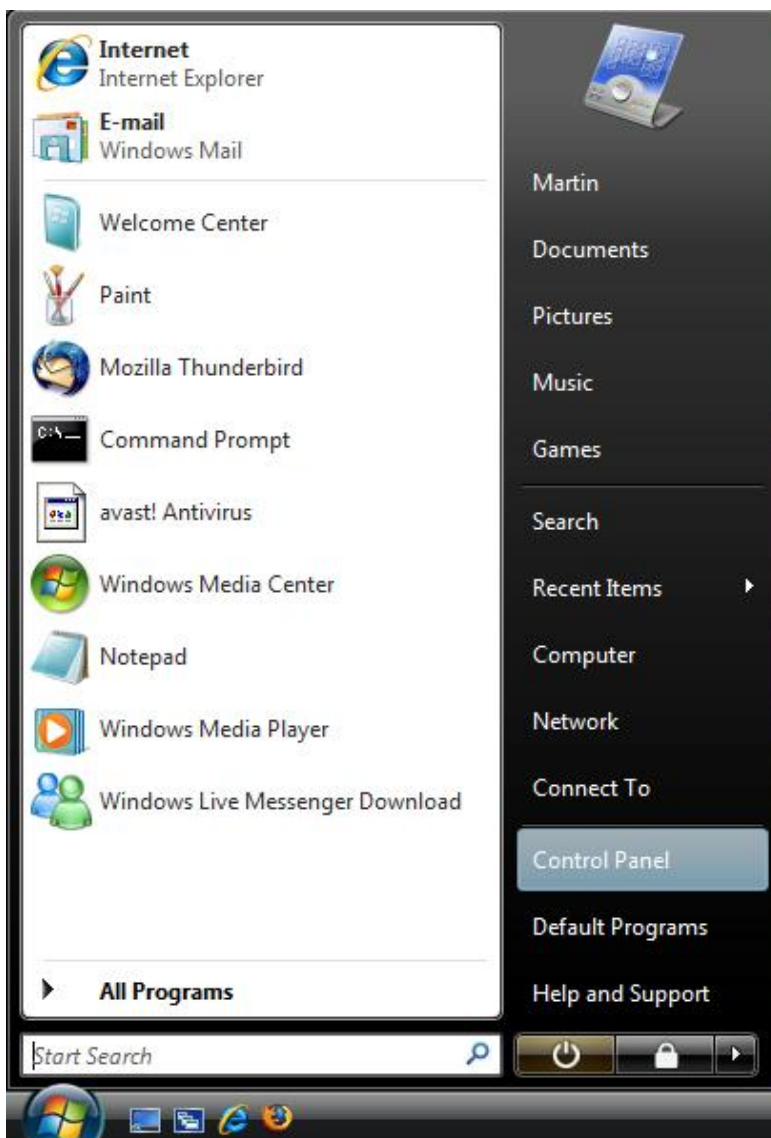 Internet
Internet Explorer
E-mail
Windows Mail
Welcome Center
Paint
Mozilla Thunderbird
C:\_
Command Prompt
avast! Antivirus
Windows Media Center
Notepad
Windows Media Player
Windows Live Messenger Download
All Programs
Start Search
Martin
Documents
Pictures
Music
Games
Search
Recent Items
Computer
Network
Connect To
Control Panel
Default Programs
Help and Support